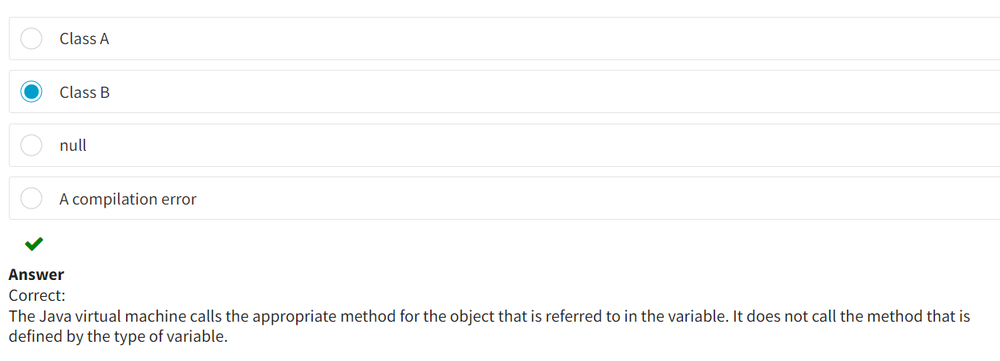 Class A
Class B
null
A compilation error
Answer
Correct:
The Java virtual machine calls the appropriate method for the object that is referred to in the variable. It does not call the method that is
defined by the type of variable.